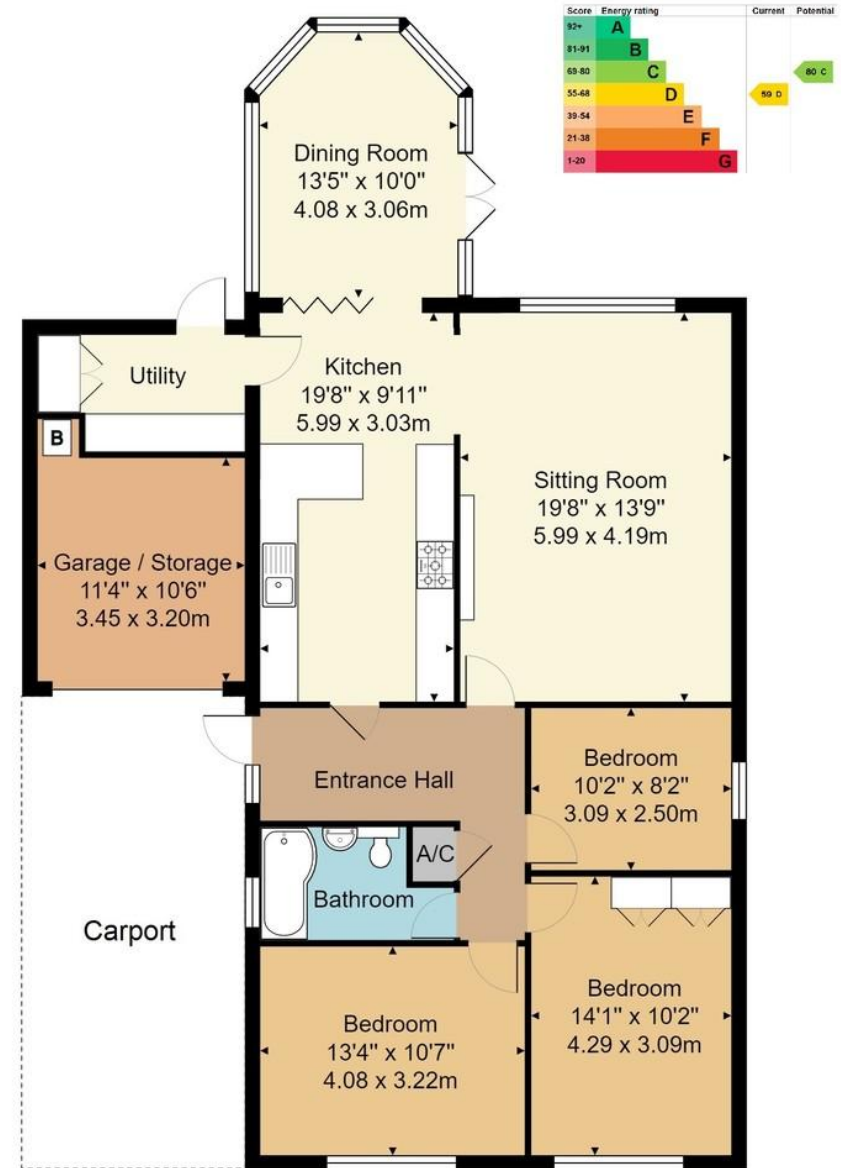 Score Energy rating Current Potential
92+ A
81-91 B
69-80 C 80 C
55-68 D 59 D
39-54 E
21-38 F
1-20 G
Dining Room
13'5" x 10'0"
4.08 x 3.06m
Utility
Kitchen
19'8" x 9'11"
5.99 x 3.03m
B
Sitting Room
19'8" x 13'9"
5.99 x 4.19m
Garage / Storage
11'4" x 10'6"
3.45 x 3.20m
Entrance Hall
Bedroom
10'2" x 8'2"
3.09 x 2.50m
A/C
Bathroom
Carport
Bedroom
14'1" x 10'2"
4.29 x 3.09m
Bedroom
13'4" x 10'7"
4.08 x 3.22m